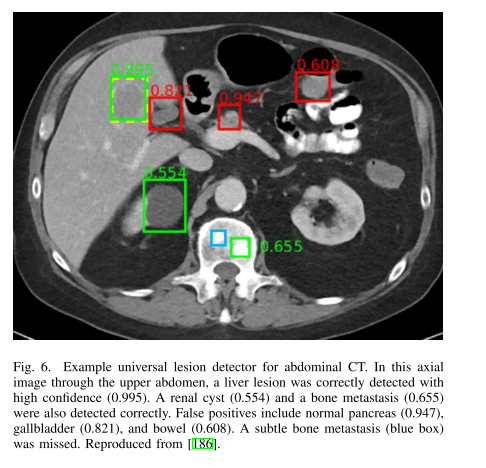 0.995
0.821
0.947
0.608
0.554
0.655
Fig. 6. Example universal lesion detector for abdominal CT. In this axial
image through the upper abdomen, a liver lesion was correctly detected with
high confidence (0.995). A renal cyst (0.554) and a bone metastasis (0.655)
were also detected correctly. False positives include normal pancreas (0.947),
gallbladder (0.821), and bowel (0.608). A subtle bone metastasis (blue box)
was missed. Reproduced from [186].